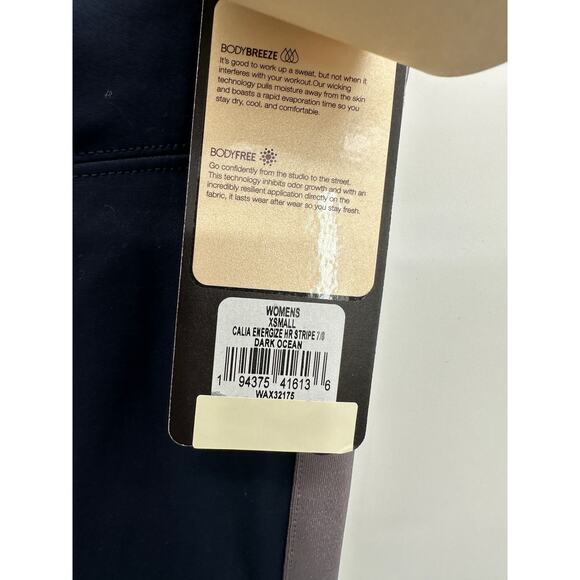 BODYBREEZE
It's good to work up a sweat, but not when it
interferes with your workout.Our wicking
technology pulls moisture away from the skin
and boasts a rapid evaporation time so you
stay dry, cool, and comfortable.
BODYFREE
Go confidently from the studio to the street.
This technology inhibits odor growth and with an
incredibly resilient application directly on the
fabric, it lasts wear after wear so you stay fresh.
WOMENS
XSMALL
CALIA ENERGIZE HR STRIPE 7/8
DARK OCEAN
1 94375 41613 6
WAX32175